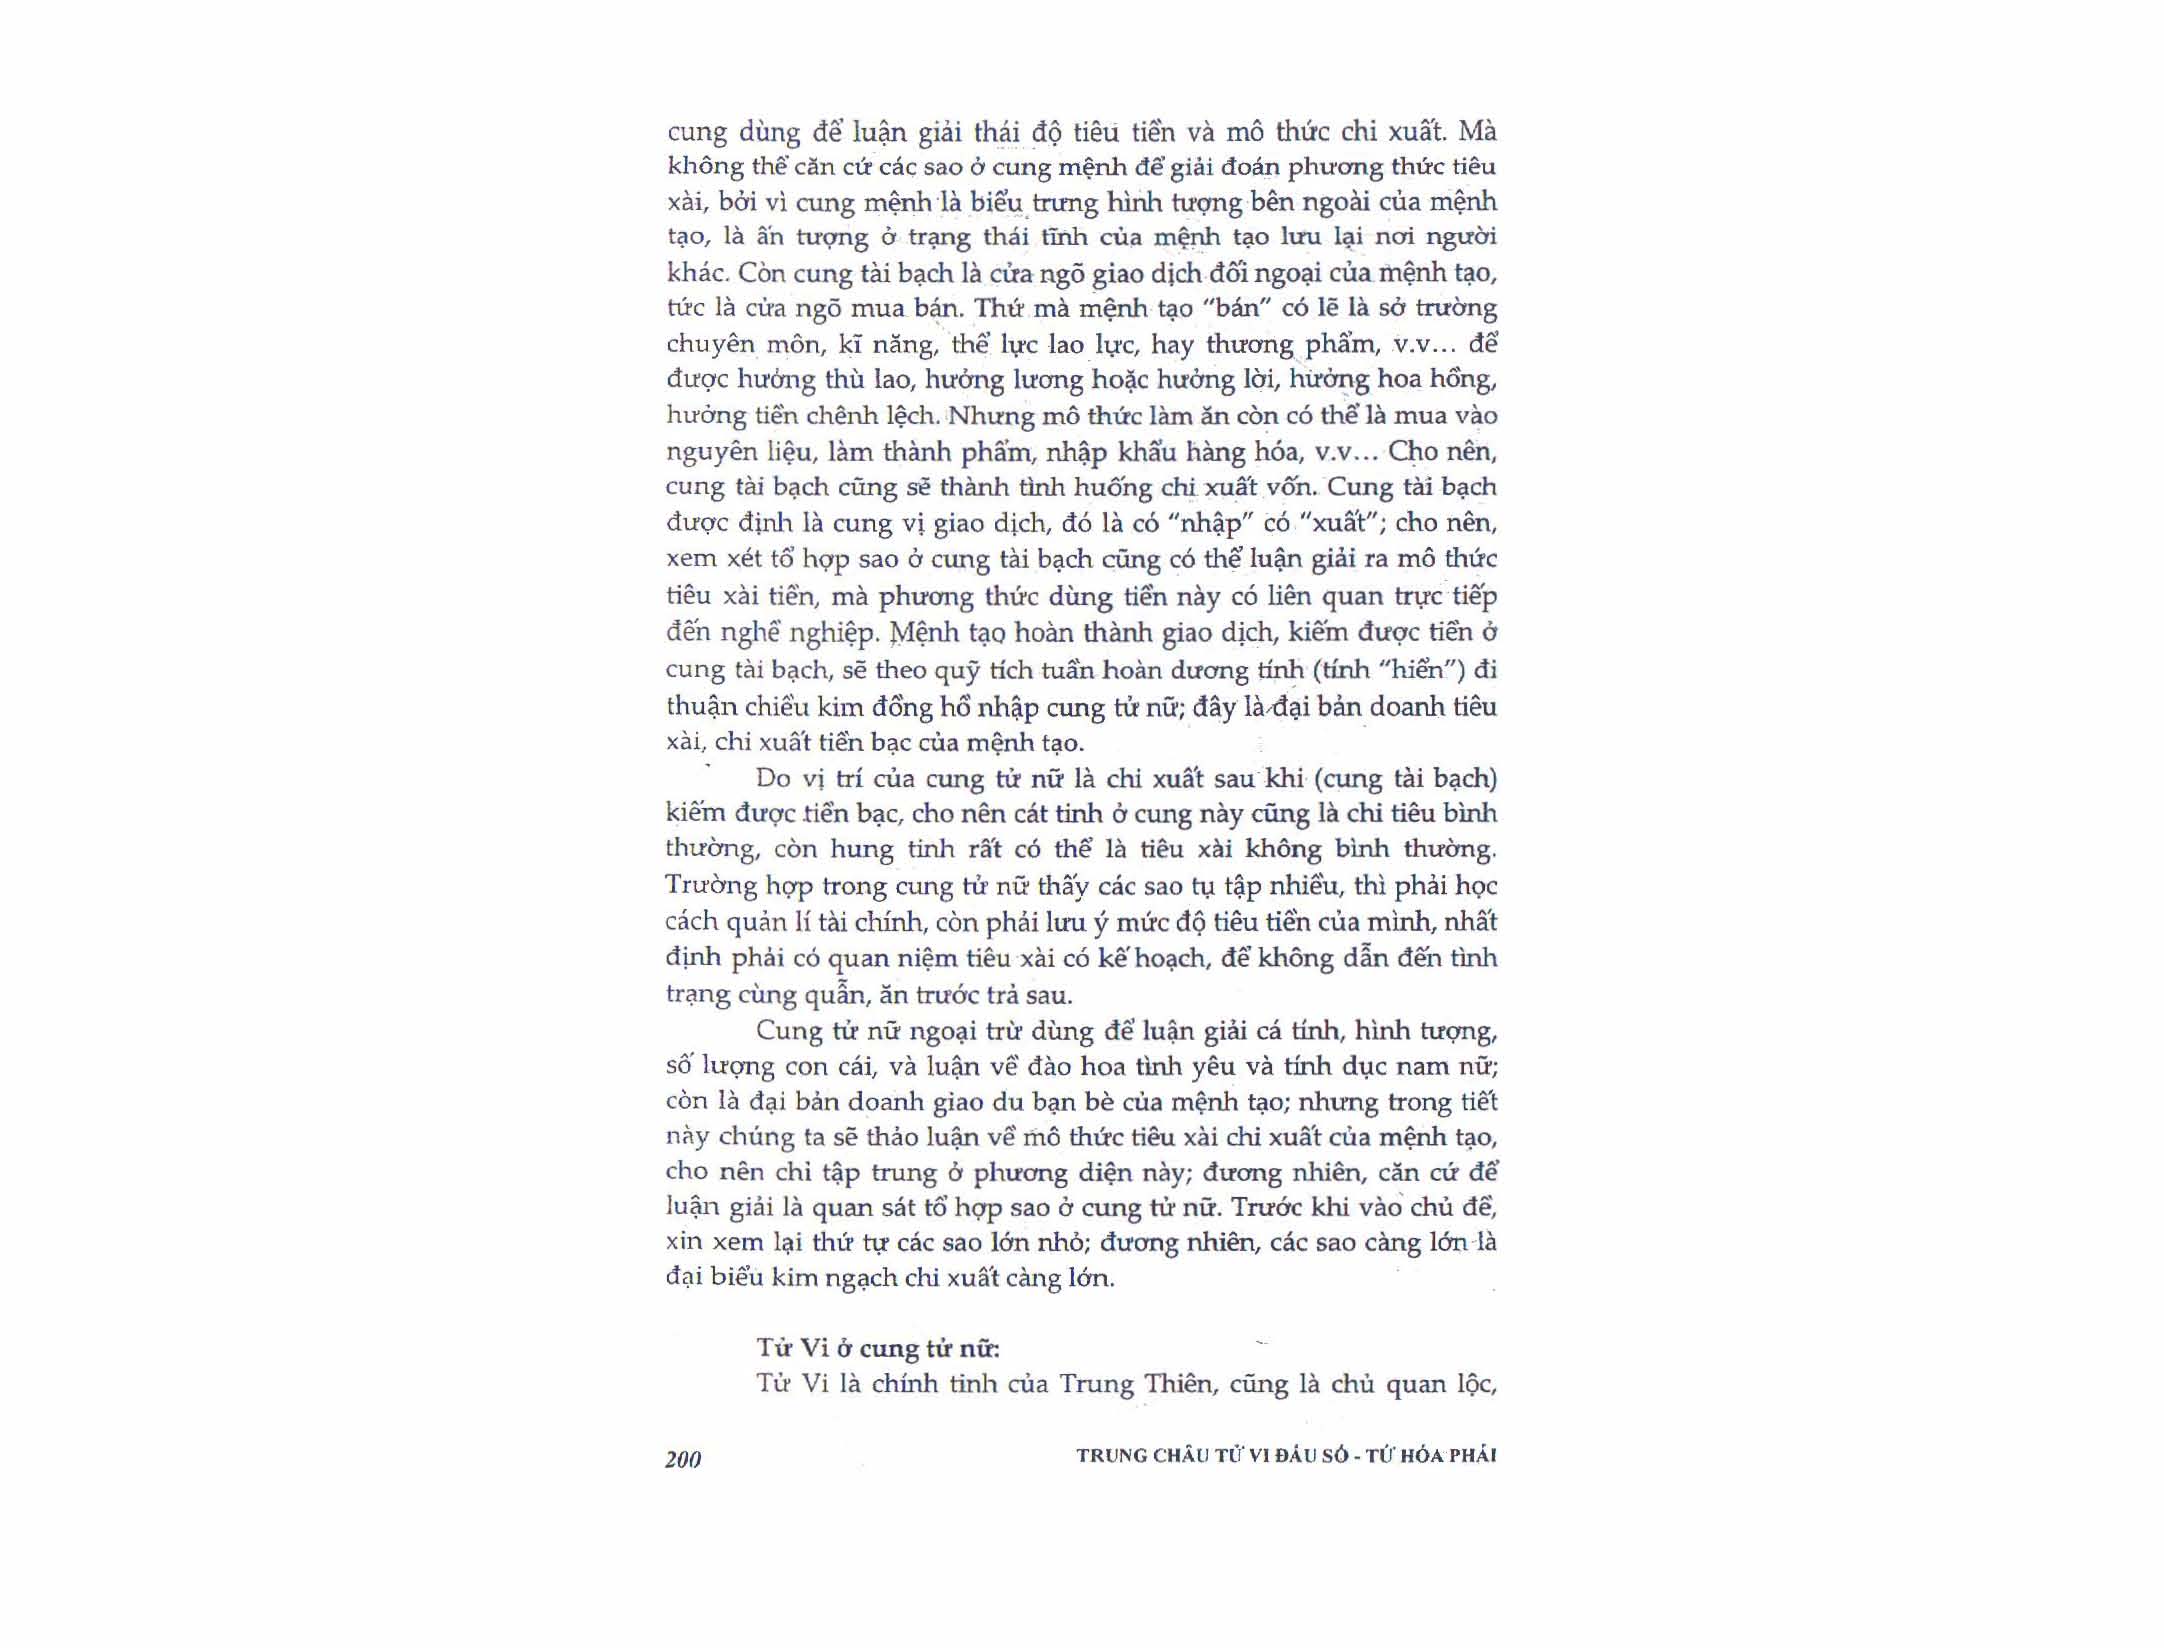 cung dùng để luận giải thái độ tiêu tiền và mô thức chi xuất. Mà
không thể căn cứ các sao ở cung mệnh để giải đoán phương thức tiêu
xài, bởi vì cung mệnh là biểu trưng hình tượng bên ngoài của mệnh
tạo, là ấn tượng ở trạng thái tĩnh của mệnh tạo lưu lại nơi người
khác. Còn cung tài bạch là cửa ngõ giao dịch đối ngoại của mệnh tạo,
tức là cửa ngõ mua bán. Thứ mà mệnh tạo "bán" có lẽ là sở trường
chuyên môn, kĩ năng, thể lực lao lực, hay thương phẩm, v.v... để
được hưởng thù lao, hưởng lương hoặc hưởng lời, hưởng hoa hồng,
hưởng tiền chênh lệch. Nhưng mô thức làm ăn còn có thể là mua vào
nguyên liệu, làm thành phẩm, nhập khẩu hàng hóa, v.v... Cho nên,
cung tài bạch cũng sẽ thành tình huống chi xuất vốn. Cung tài bạch
được định là cung vị giao dịch, đó là có "nhập" có "xuất"; cho nên,
xem xét tổ hợp sao ở cung tài bạch cũng có thể luận giải ra mô thức
tiêu xài tiền, mà phương thức dùng tiền này có liên quan trực tiếp
đến nghề nghiệp. Mệnh tạo hoàn thành giao dịch, kiếm được tiền ở
cung tài bạch, sẽ theo quỹ tích tuần hoàn dương tính (tính "hiển") đi
thuận chiều kim đồng hồ nhập cung tử nữ; đây là đại bản doanh tiêu
xài, chi xuất tiền bạc của mệnh tạo.
Do vị trí của cung tử nữ là chi xuất sau khi (cung tài bạch)
kiếm được tiền bạc, cho nên cát tinh ở cung này cũng là chi tiêu bình
thường, còn hung tinh rất có thể là tiêu xài không bình thường.
Trường hợp trong cung tử nữ thấy các sao tụ tập nhiều, thì phải học
cách quản lí tài chính, còn phải lưu ý mức độ tiêu tiền của mình, nhất
định phải có quan niệm tiêu xài có kế hoạch, để không dẫn đến tình
trạng cùng quẫn, ăn trước trả sau.
Cung tử nữ ngoại trừ dùng để luận giải cá tính, hình tượng,
số lượng con cái, và luận về đào hoa tình yêu và tính dục nam nữ;
còn là đại bản doanh giao du bạn bè của mệnh tạo; nhưng trong tiết
này chúng ta sẽ thảo luận về mô thức tiêu xài chi xuất của mệnh tạo,
cho nên chỉ tập trung ở phương diện này; đương nhiên, căn cứ để
luận giải là quan sát tổ hợp sao ở cung tử nữ. Trước khi vào chủ đề,
xin xem lại thứ tự các sao lớn nhỏ; đương nhiên, các sao càng lớn là
đại biểu kim ngạch chi xuất càng lớn.
Tử Vi ở cung tử nữ:
Tử Vi là chính tinh của Trung Thiên, cũng là chủ quan lộc,
200 TRUNG CHÂU TỬ VI ĐẨU SỐ - TỨ HÓA PHÁI